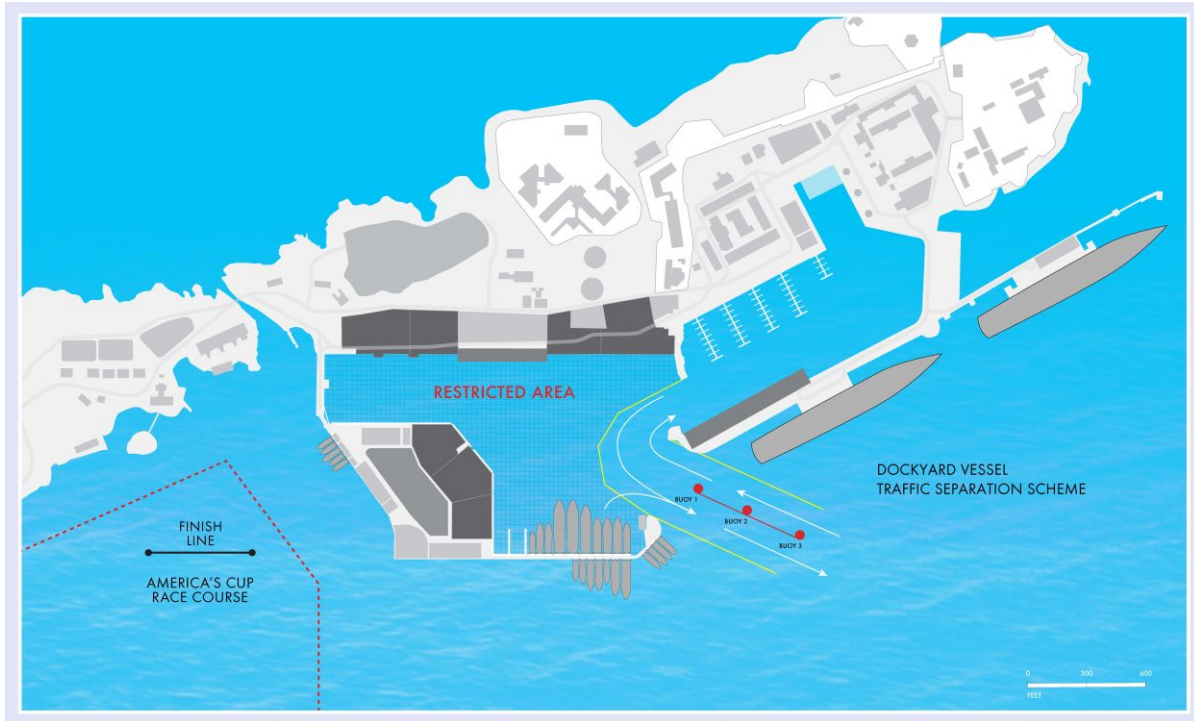 RESTRICTED AREA
DOCKYARD VESSEL
TRAFFIC SEPARATION SCHEME
BUOY 1
BUOY 2
BUOY 3
FINISH
LINE
AMERICA'S CUP
RACE COURSE
0 300 600
FEET